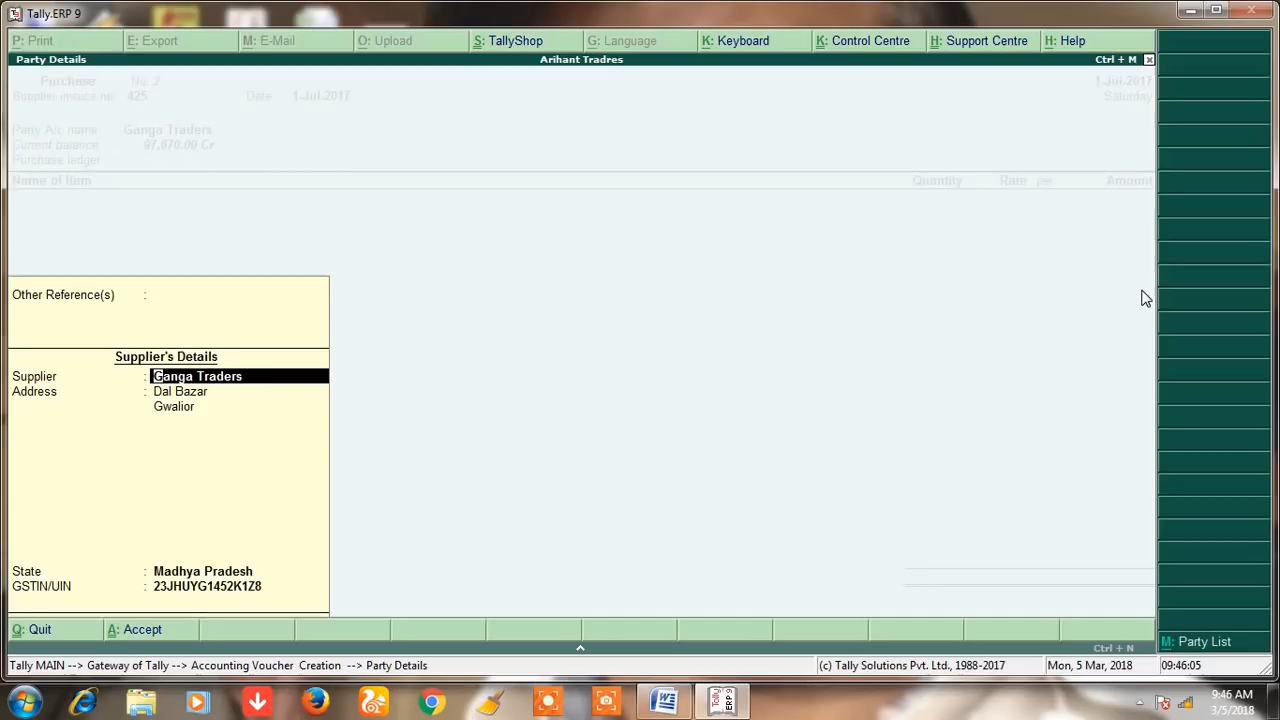 Tally.ERP 9
P: Print E: Export M: E-Mail O: Upload S: TallyShop G: Language K: Keyboard K: Control Centre H: Support Centre H: Help
Party Details Arihant Tradres Ctrl + M
Purchase No. 2 1-Jul-2017
Supplier invoice no. 425 Date 1-Jul-2017 Saturday
Party A/c name Ganga Traders
Current balance 97,870.00 Cr
Purchase ledger
Name of Item Quantity Rate per Amount
Other Reference(s) :
Supplier's Details
Supplier : Ganga Traders
Address : Dal Bazar
Gwalior
State : Madhya Pradesh
GSTIN/UIN : 23JHUYG1452K1Z8
Q: Quit A: Accept
M: Party List
Ctrl + N
Tally MAIN --> Gateway of Tally --> Accounting Voucher Creation --> Party Details (c) Tally Solutions Pvt. Ltd., 1988-2017 Mon, 5 Mar, 2018 09:46:05
9:46 AM
3/5/2018